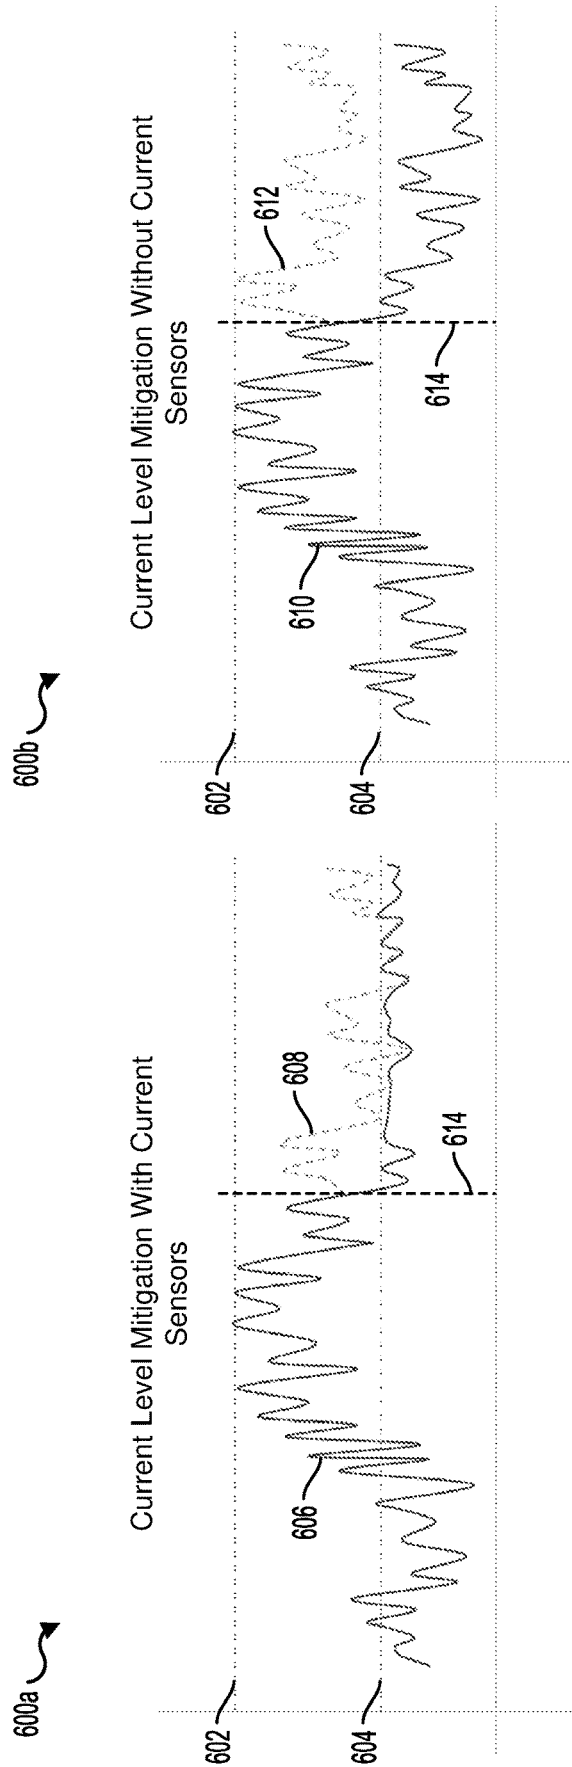 600a
Current Level Mitigation With Current
Sensors
602
604
606
608
614
600b
Current Level Mitigation Without Current
Sensors
602
604
610
612
614